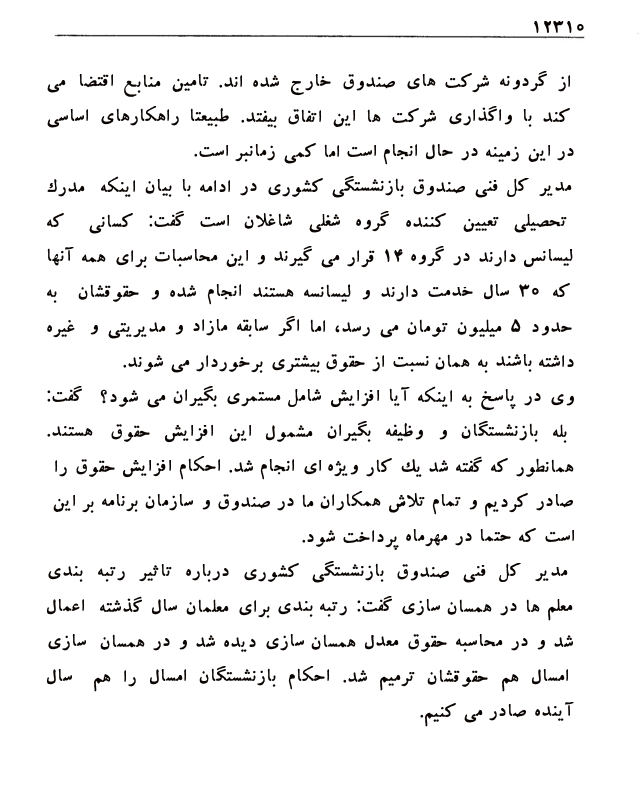 ۱۲۳۱۰
از گردونه شرکت های صندوق خارج شده اند. تامین منابع اقتضا می
کند با واگذاری شرکت ها این اتفاق بیفتد. طبیعتا راهکارهای اساسی
در این زمینه در حال انجام است اما کمی زمانبر است.
مدیر کل فنی صندوق بازنشستگی کشوری در ادامه با بیان اینکه مدرك
تحصیلی تعیین کننده گروه شغلی شاغلان است گفت: کسانی که
لیسانس دارند در گروه ۱۴ قرار می گیرند و این محاسبات برای همه آنها
که ۳۰ سال خدمت دارند و لیسانسه هستند انجام شده و حقوقشان به
حدود ۵ میلیون تومان می رسد، اما اگر سابقه مازاد و مدیریتی و غیره
داشته باشند به همان نسبت از حقوق بیشتری برخوردار می شوند.
وی در پاسخ به اینکه آیا افزایش شامل مستمری بگیران می شود؟ گفت:
بله بازنشستگان و وظیفه بگیران مشمول این افزایش حقوق هستند.
همانطور که گفته شد یك کار ویژه ای انجام شد. احکام افزایش حقوق را
صادر کردیم و تمام تلاش همکاران ما در صندوق و سازمان برنامه بر این
است که حتما در مهرماه پرداخت شود.
مدیر کل فنی صندوق بازنشستگی کشوری درباره تاثیر رتبه بندی
معلم ها در همسان سازی گفت: رتبه بندی برای معلمان سال گذشته اعمال
شد و در محاسبه حقوق معدل همسان سازی دیده شد و در همسان سازی
امسال هم حقوقشان ترمیم شد. احکام بازنشستگان امسال را هم سال
آینده صادر می کنیم.